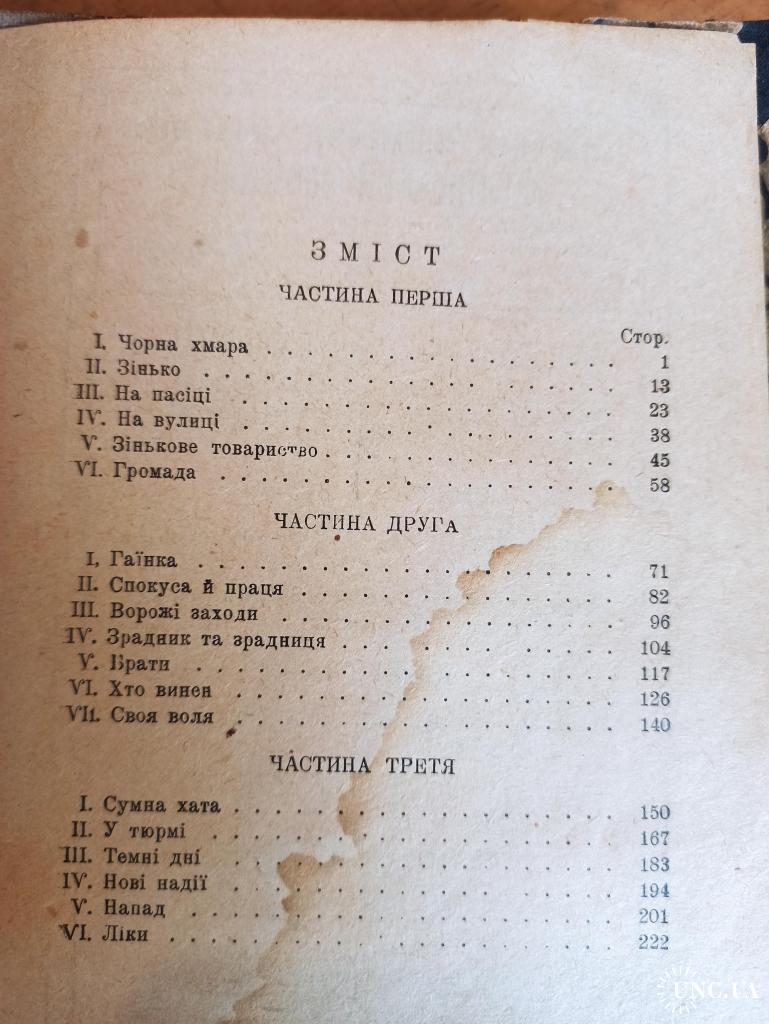 ЗМІСТ
ЧАСТИНА ПЕРША
Стор.
I. Чорна хмара . . . . . . . . . . . . . . . . . 1
II. Зінько . . . . . . . . . . . . . . . . . . . 13
III. На пасіці . . . . . . . . . . . . . . . . . 23
IV. На вулиці . . . . . . . . . . . . . . . . . 38
V. Зінькове товариство . . . . . . . . . . . . . 45
VI. Громада . . . . . . . . . . . . . . . . . . 58
ЧАСТИНА ДРУГА
I, Гаїнка . . . . . . . . . . . . . . . . . . . 71
II. Спокуса й праця . . . . . . . . . . . . . . 82
III. Ворожі заходи . . . . . . . . . . . . . . . 96
IV. Зрадник та зрадниця . . . . . . . . . . . . 104
V. Брати . . . . . . . . . . . . . . . . . . . 117
VI. Хто винен . . . . . . . . . . . . . . . . . 126
VII. Своя воля . . . . . . . . . . . . . . . . . 140
ЧАСТИНА ТРЕТЯ
I. Сумна хата . . . . . . . . . . . . . . . . . 150
II. У тюрмі . . . . . . . . . . . . . . . . . . 167
III. Темні дні . . . . . . . . . . . . . . . . . 183
IV. Нові надії . . . . . . . . . . . . . . . . . 194
V. Напад . . . . . . . . . . . . . . . . . . . 201
VI. Ліки . . . . . . . . . . . . . . . . . . . . 222
UNC.UA